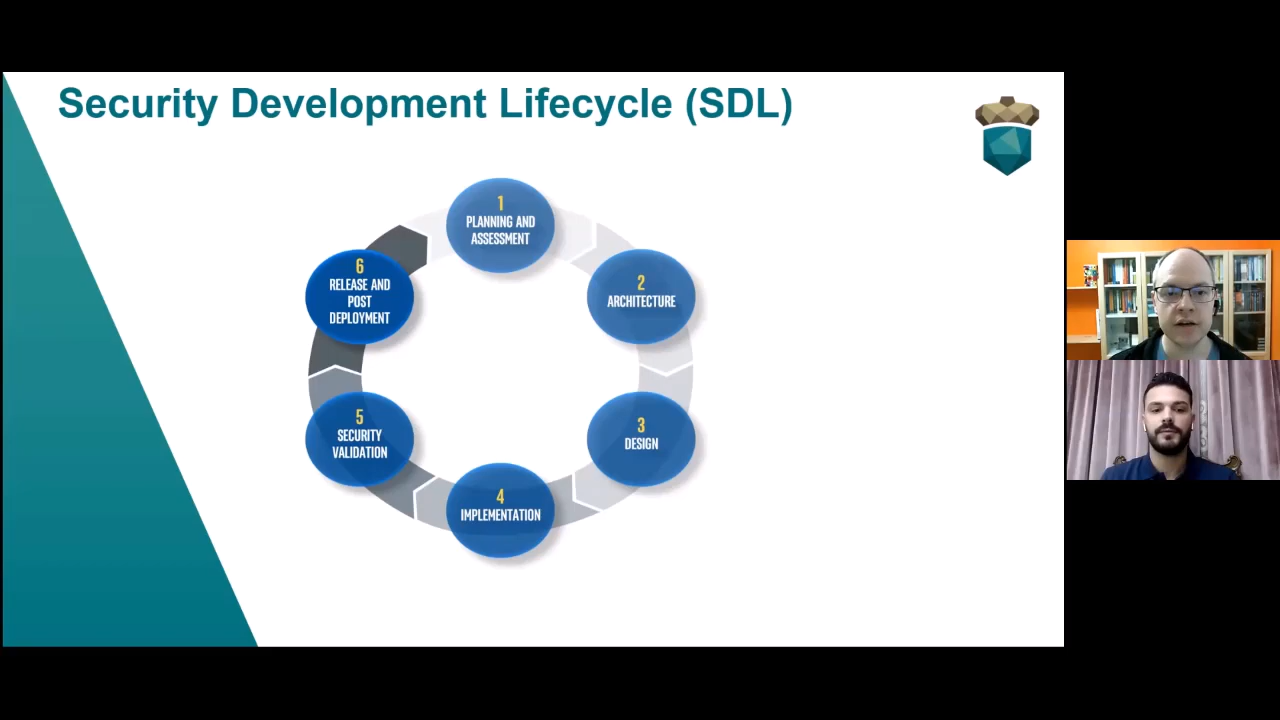 Security Development Lifecycle (SDL)
1
PLANNING AND
ASSESSMENT
2
ARCHITECTURE
3
DESIGN
4
IMPLEMENTATION
5
SECURITY
VALIDATION
6
RELEASE AND
POST
DEPLOYMENT